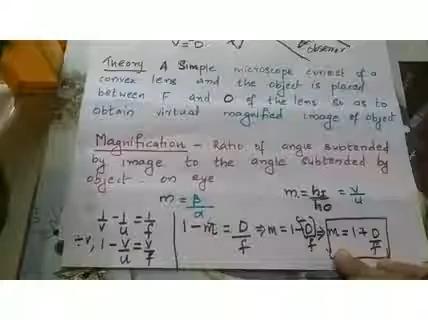 V=D.
observer
Theory A Simple microscope consist of a
convex lens and the object is placed
between F and O of the lens so as to
obtain virtual magnified image of object
Magnification - Ratio of angle subtended
by image to the angle subtended by
object on eye
m = β/α
m = hI/ho = v/u
1/v - 1/u = 1/f
÷v, 1 - v/u = v/f
1 - m = D/f ⇒ m = 1-(-D/f) ⇒ m = 1 + D/f